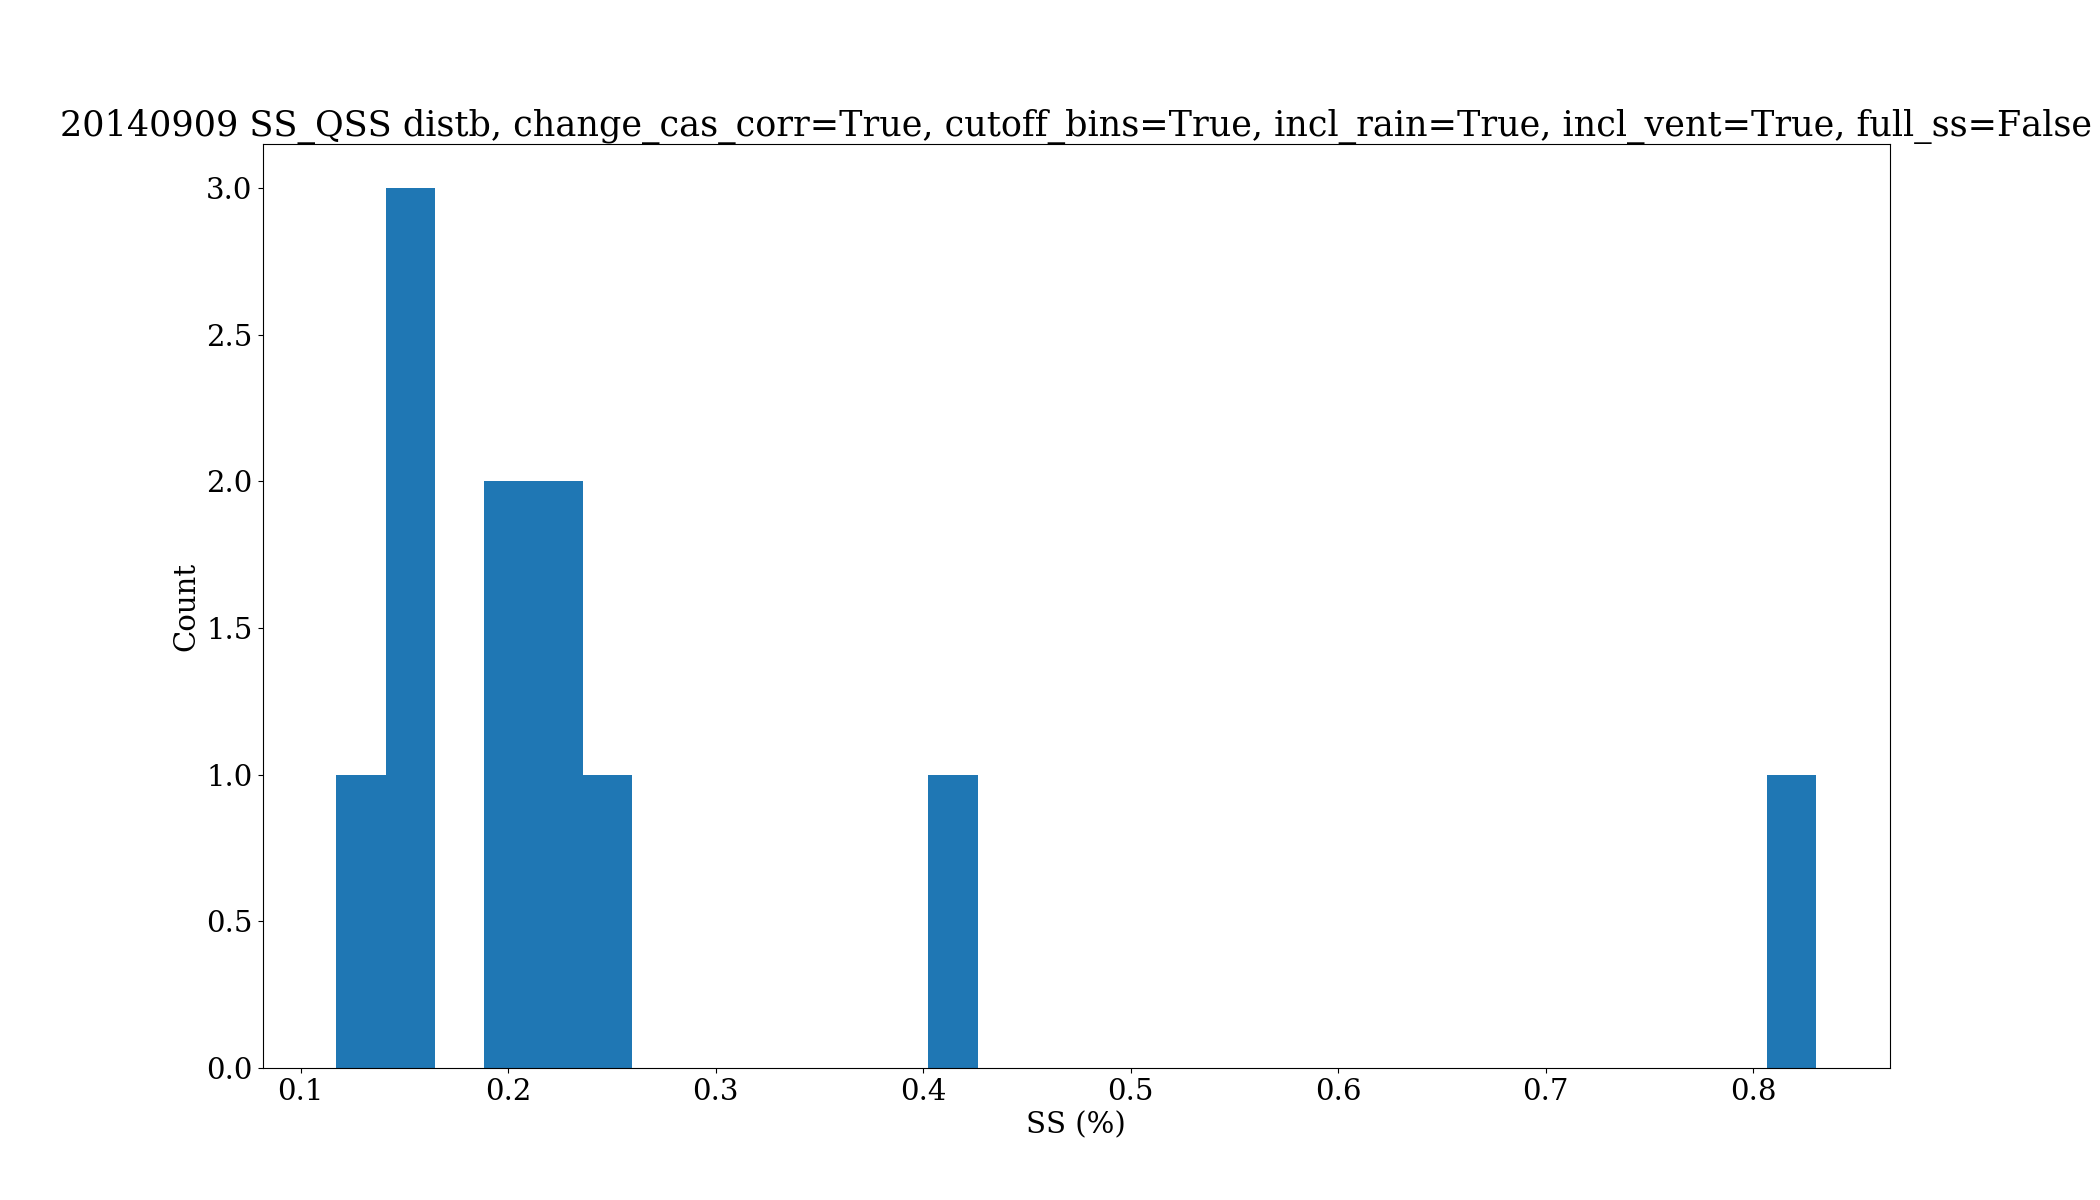 20140909 SS_QSS distb, change_cas_corr=True, cutoff_bins=True, incl_rain=True, incl_vent=True, full_ss=False
3.0
2.5
2.0
1.5
1.0
0.5
0.0
Count
0.1 0.2 0.3 0.4 0.5 0.6 0.7 0.8
SS (%)